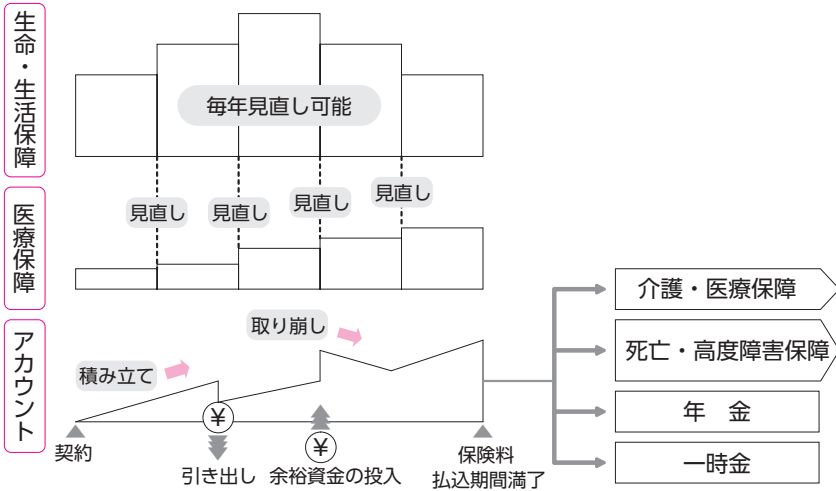 生命・生活保障
毎年見直し可能
見直し
見直し
見直し
見直し
医療保障
アカウント
積み立て
取り崩し
¥
¥
契約
引き出し
余裕資金の投入
保険料
払込期間満了
介護・医療保障
死亡・高度障害保障
年 金
一時金